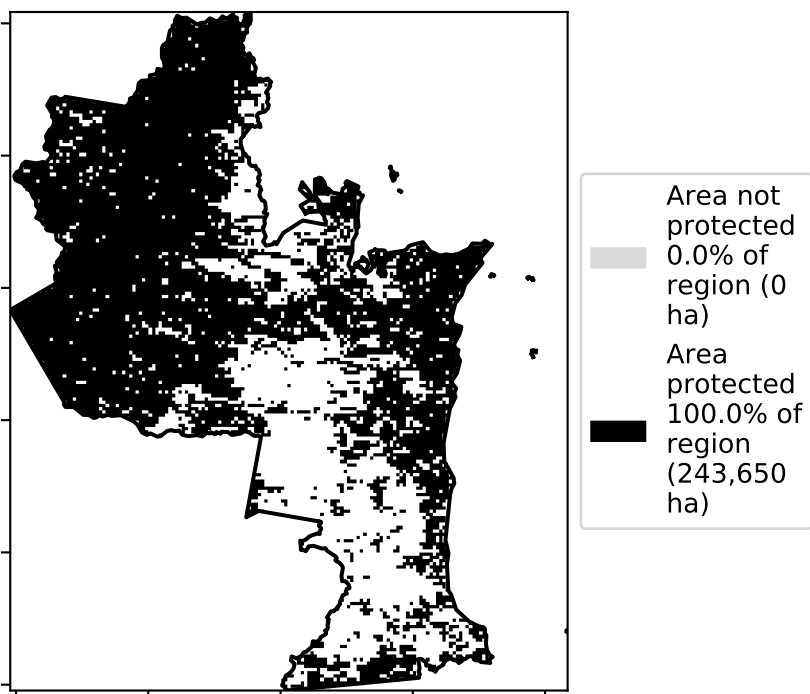 Area not
protected
0.0% of
region (0
ha)
Area
protected
100.0% of
region
(243,650
ha)